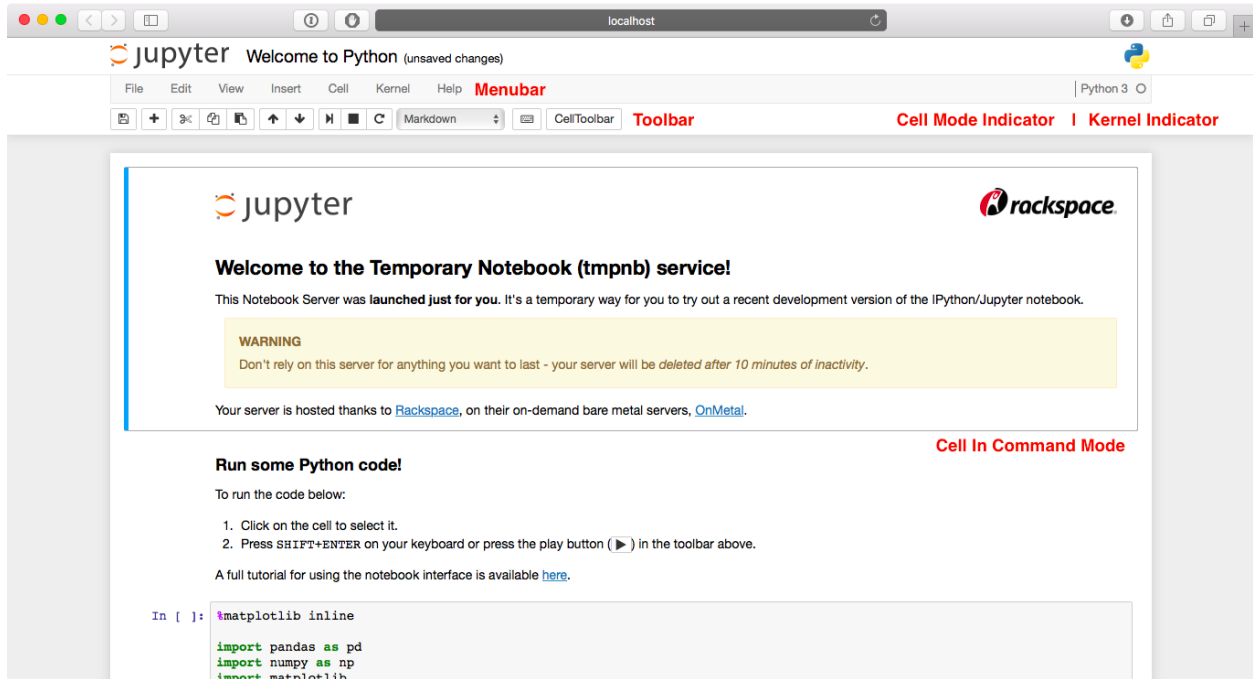 localhost
jupyter Welcome to Python (unsaved changes)
File Edit View Insert Cell Kernel Help Menubar Python 3
Markdown CellToolbar Toolbar Cell Mode Indicator | Kernel Indicator
jupyter rackspace.
Welcome to the Temporary Notebook (tmpnb) service!
This Notebook Server was launched just for you. It's a temporary way for you to try out a recent development version of the IPython/Jupyter notebook.
WARNING
Don't rely on this server for anything you want to last - your server will be deleted after 10 minutes of inactivity.
Your server is hosted thanks to Rackspace, on their on-demand bare metal servers, OnMetal.
Cell In Command Mode
Run some Python code!
To run the code below:
1. Click on the cell to select it.
2. Press SHIFT+ENTER on your keyboard or press the play button ( ) in the toolbar above.
A full tutorial for using the notebook interface is available here.
In [ ]: %matplotlib inline
import pandas as pd
import numpy as np
import matplotlib